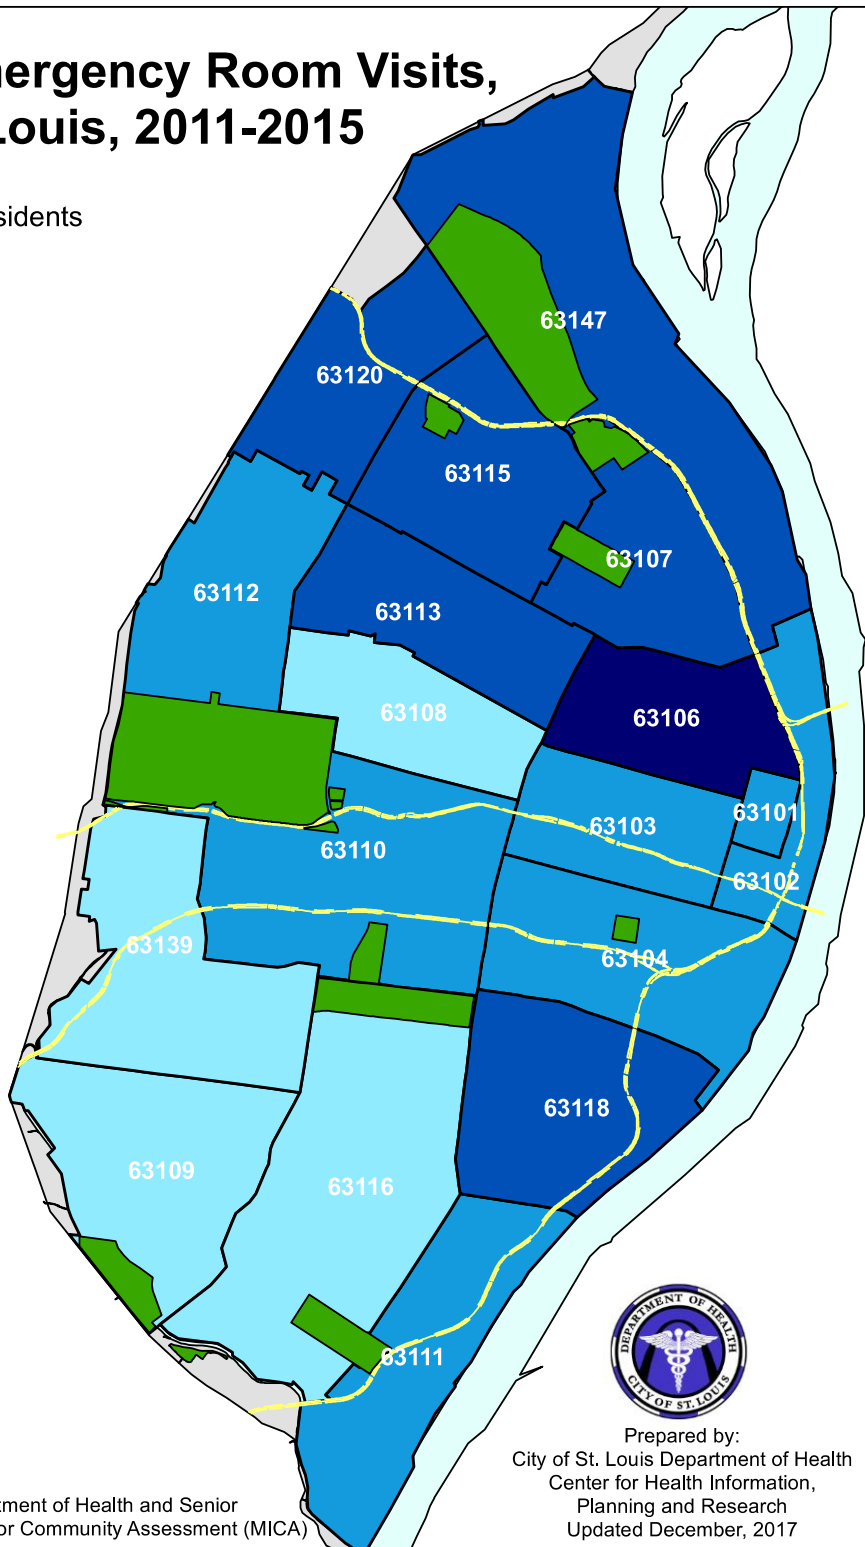 mergency Room Visits,
Louis, 2011-2015
sidents
63147
63120
63115
63107
63112
63113
63108
63106
63101
63103
63110
63102
63139
63104
63118
63109
63116
63111
DEPARTMENT OF HEALTH
CITY OF ST. LOUIS
Prepared by:
City of St. Louis Department of Health
Center for Health Information,
Planning and Research
Updated December, 2017
tment of Health and Senior
or Community Assessment (MICA)